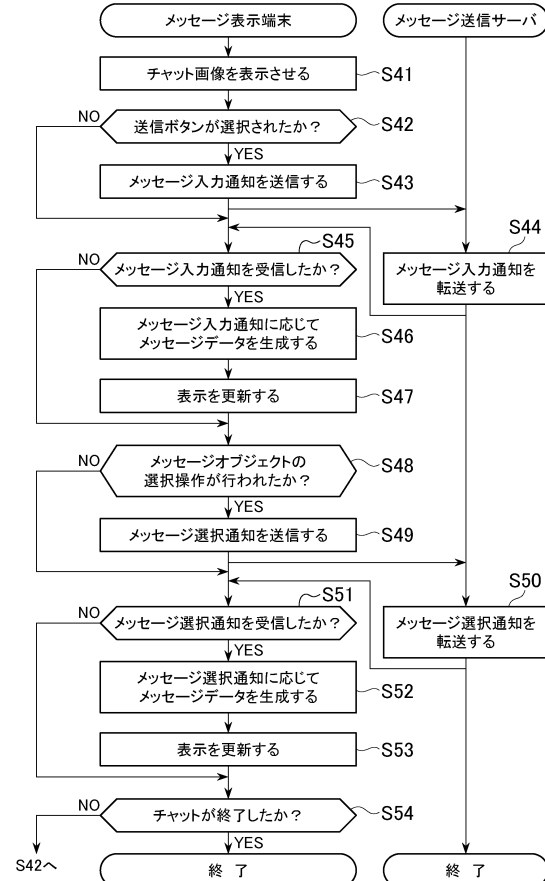 メッセージ表示端末
メッセージ送信サーバ
チャット画像を表示させる
S41
NO
送信ボタンが選択されたか？
S42
YES
メッセージ入力通知を送信する
S43
S44
メッセージ入力通知を
転送する
S45
NO
メッセージ入力通知を受信したか？
YES
メッセージ入力通知に応じて
メッセージデータを生成する
S46
表示を更新する
S47
NO
メッセージオブジェクトの
選択操作が行われたか？
S48
YES
メッセージ選択通知を送信する
S49
S50
メッセージ選択通知を
転送する
S51
NO
メッセージ選択通知を受信したか？
YES
メッセージ選択通知に応じて
メッセージデータを生成する
S52
表示を更新する
S53
NO
チャットが終了したか？
S54
YES
S42へ
終 了
終 了